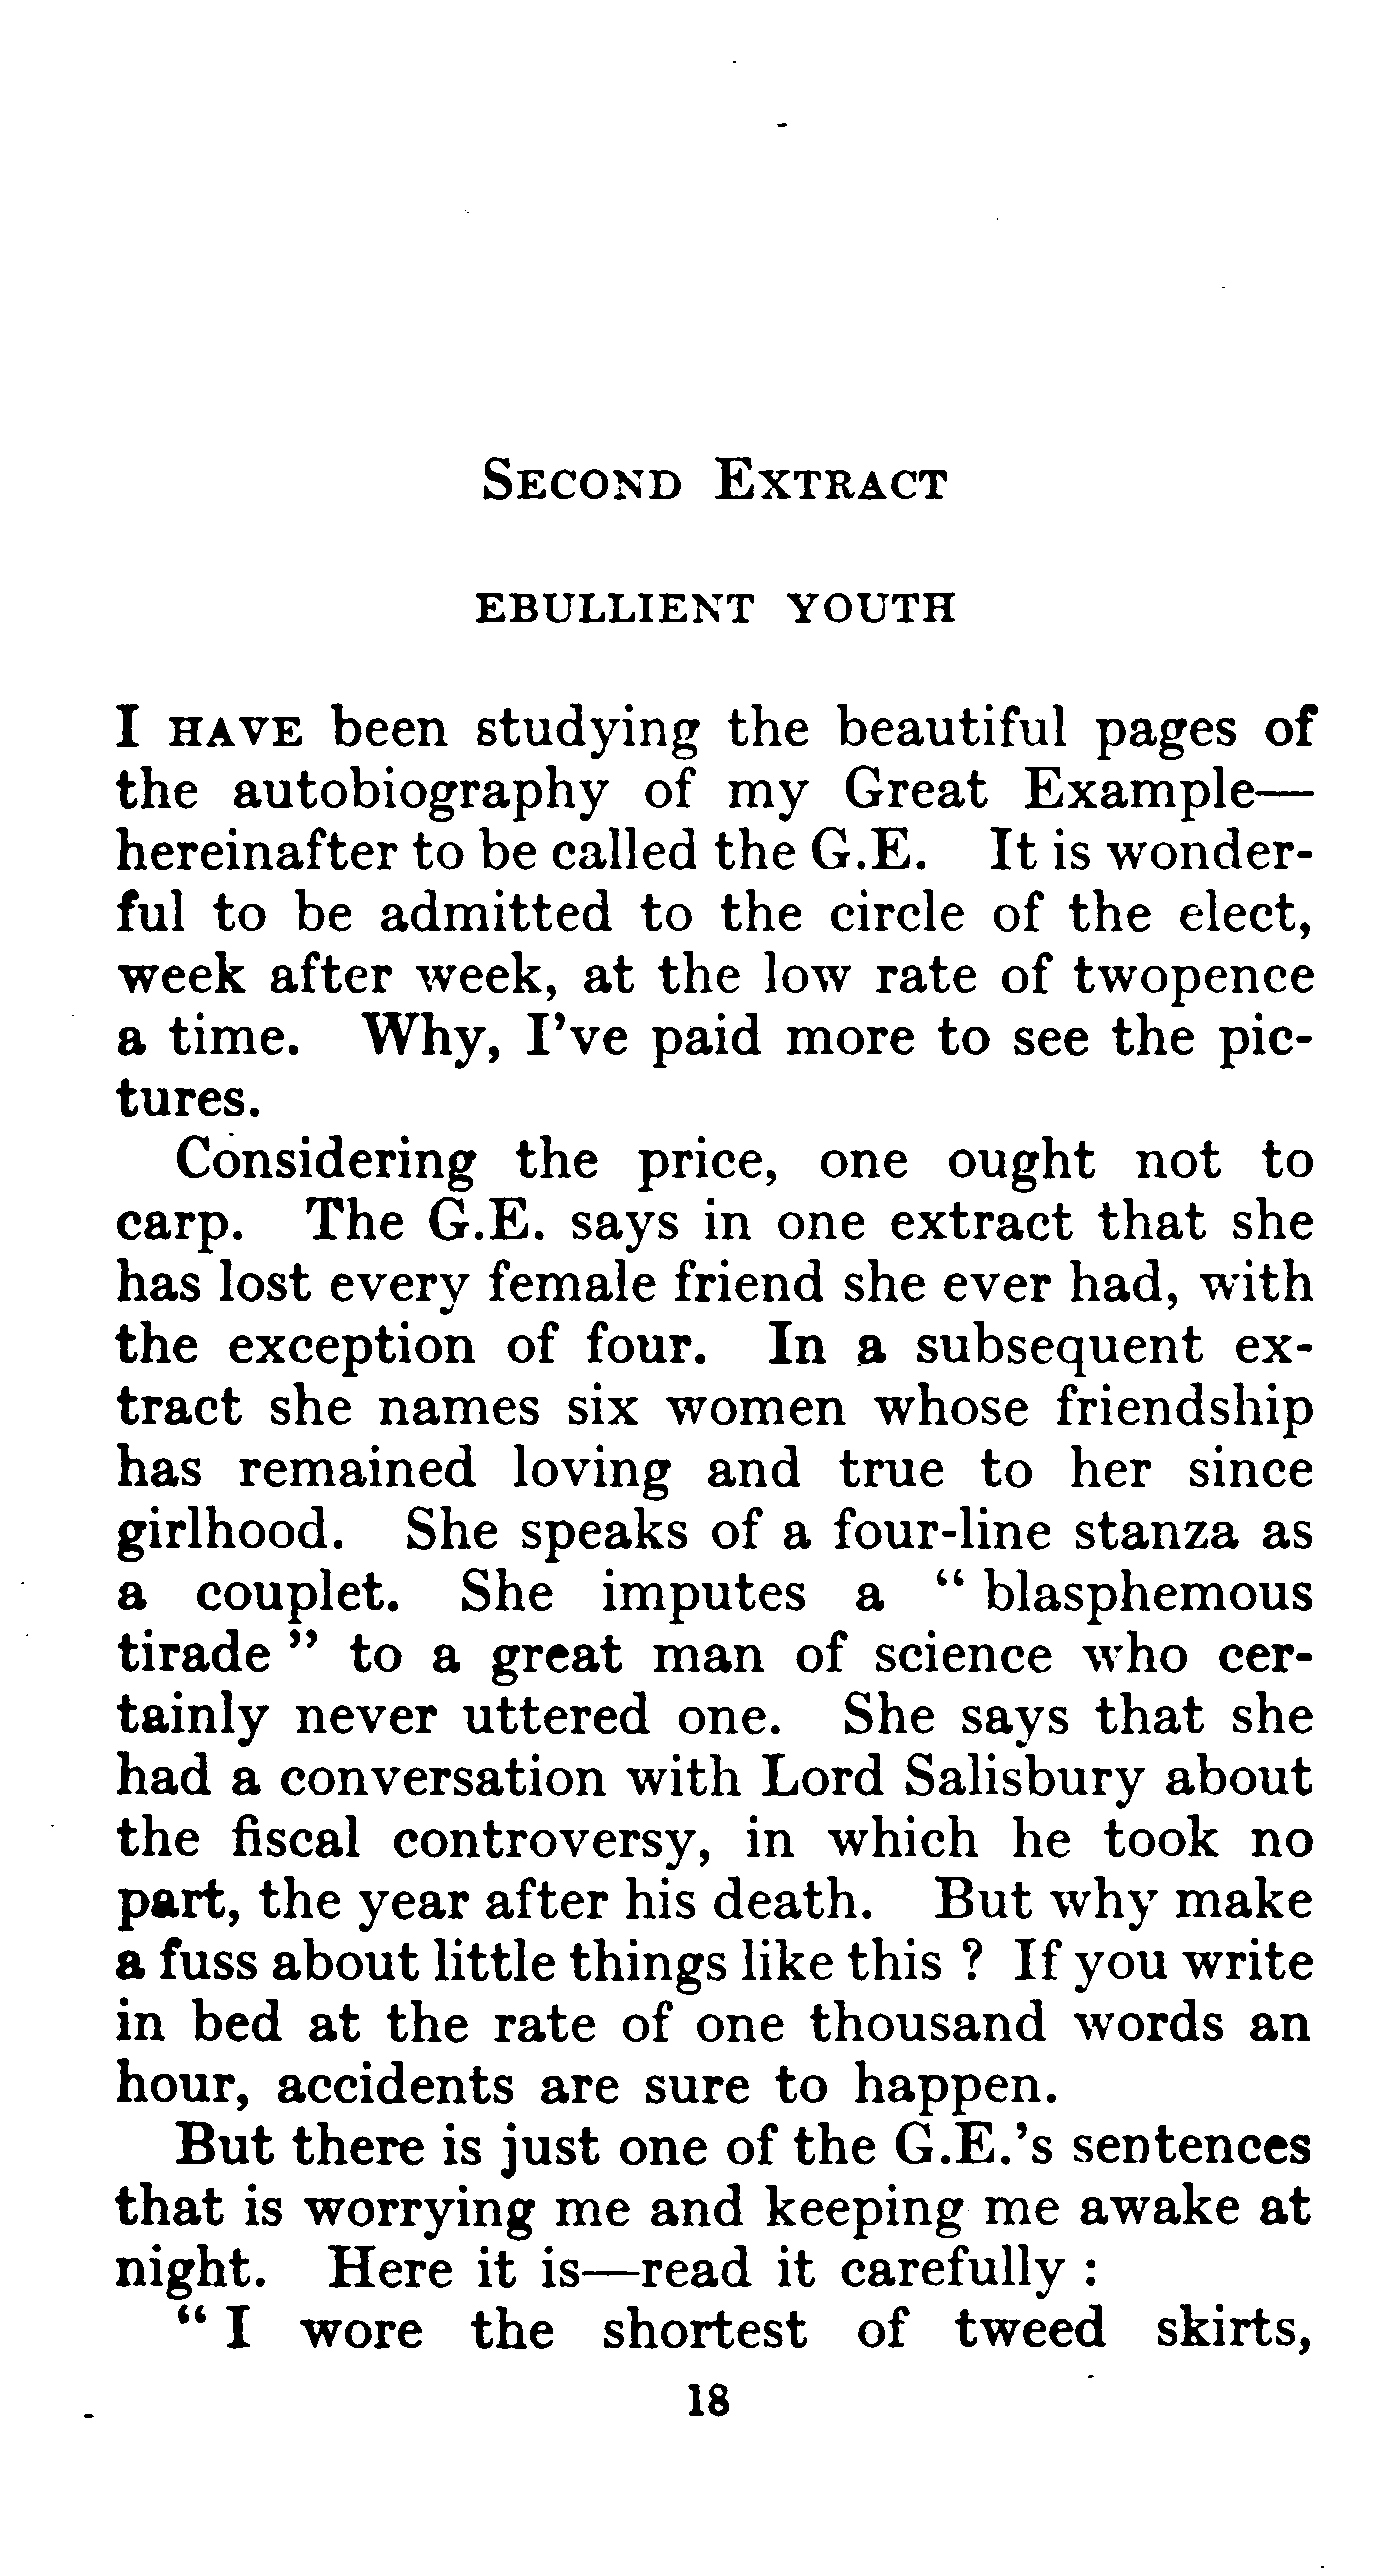 SECOND EXTRACT
EBULLIENT YOUTH
I HAVE been studying the beautiful pages of
the autobiography of my Great Example—
hereinafter to be called the G.E. It is wonder-
ful to be admitted to the circle of the elect,
week after week, at the low rate of twopence
a time. Why, I've paid more to see the pic-
tures.
Considering the price, one ought not to
carp. The G.E. says in one extract that she
has lost every female friend she ever had, with
the exception of four. In a subsequent ex-
tract she names six women whose friendship
has remained loving and true to her since
girlhood. She speaks of a four-line stanza as
a couplet. She imputes a “ blasphemous
tirade ” to a great man of science who cer-
tainly never uttered one. She says that she
had a conversation with Lord Salisbury about
the fiscal controversy, in which he took no
part, the year after his death. But why make
a fuss about little things like this ? If you write
in bed at the rate of one thousand words an
hour, accidents are sure to happen.
But there is just one of the G.E.'s sentences
that is worrying me and keeping me awake at
night. Here it is—read it carefully :
“ I wore the shortest of tweed skirts,
18